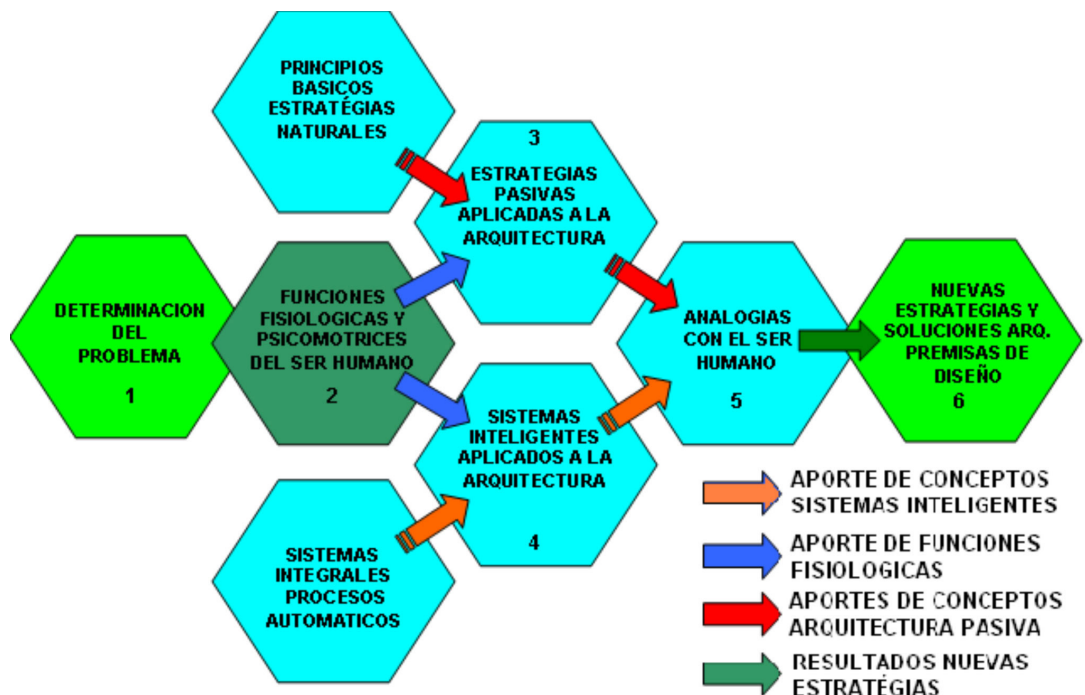 PRINCIPIOS
BASICOS
ESTRATÉGIAS
NATURALES
3
ESTRATEGIAS
PASIVAS
APLICADAS A LA
ARQUITECTURA
DETERMINACION
DEL
PROBLEMA
1
FUNCIONES
FISIOLOGICAS Y
PSICOMOTRICES
DEL SER HUMANO
2
ANALOGIAS
CON EL SER
HUMANO
5
NUEVAS
ESTRATEGIAS Y
SOLUCIONES ARQ.
PREMISAS DE
DISEÑO
6
SISTEMAS
INTELIGENTES
APLICADOS A LA
ARQUITECTURA
4
SISTEMAS
INTEGRALES
PROCESOS
AUTOMATICOS
APORTE DE CONCEPTOS
SISTEMAS INTELIGENTES
APORTE DE FUNCIONES
FISIOLOGICAS
APORTES DE CONCEPTOS
ARQUITECTURA PASIVA
RESULTADOS NUEVAS
ESTRATÉGIAS